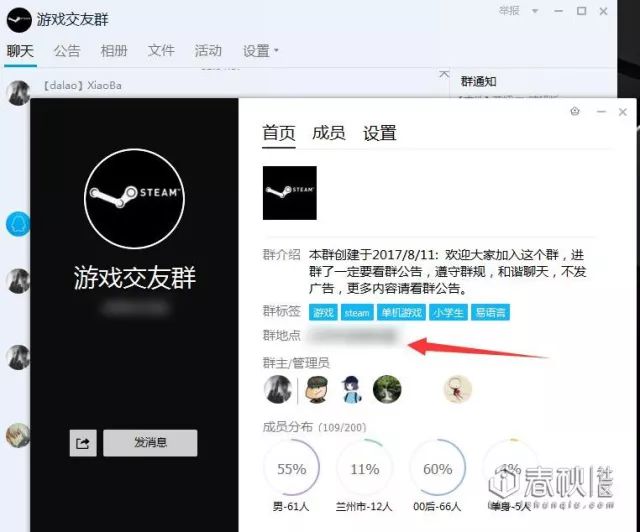 游戏交友群
举报
聊天 公告 相册 文件 活动 设置
【dalao】XiaoBa
群通知
首页 成员 设置
STEAM
STEAM
游戏交友群
群介绍 本群创建于2017/8/11: 欢迎大家加入这个群，进
群了一定要看群公告，遵守群规，和谐聊天，不发
广告，更多内容请看群公告。
群标签 游戏 steam 单机游戏 小学生 易语言
群地点
群主/管理员
发消息
成员分布 (109/200)
55% 11% 60%
男-61人 兰州市-12人 00后-66人 单身-5人
春秋 社区